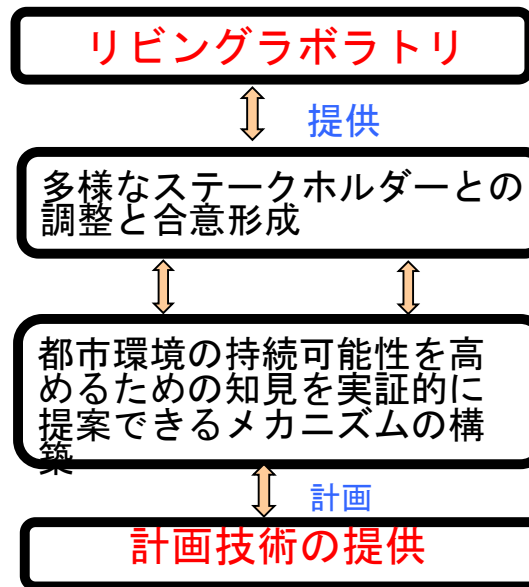 リビングラボラトリ
提供
多様なステークホルダーとの
調整と合意形成
都市環境の持続可能性を高
めるための知見を実証的に
提案できるメカニズムの構
築
計画
計画技術の提供